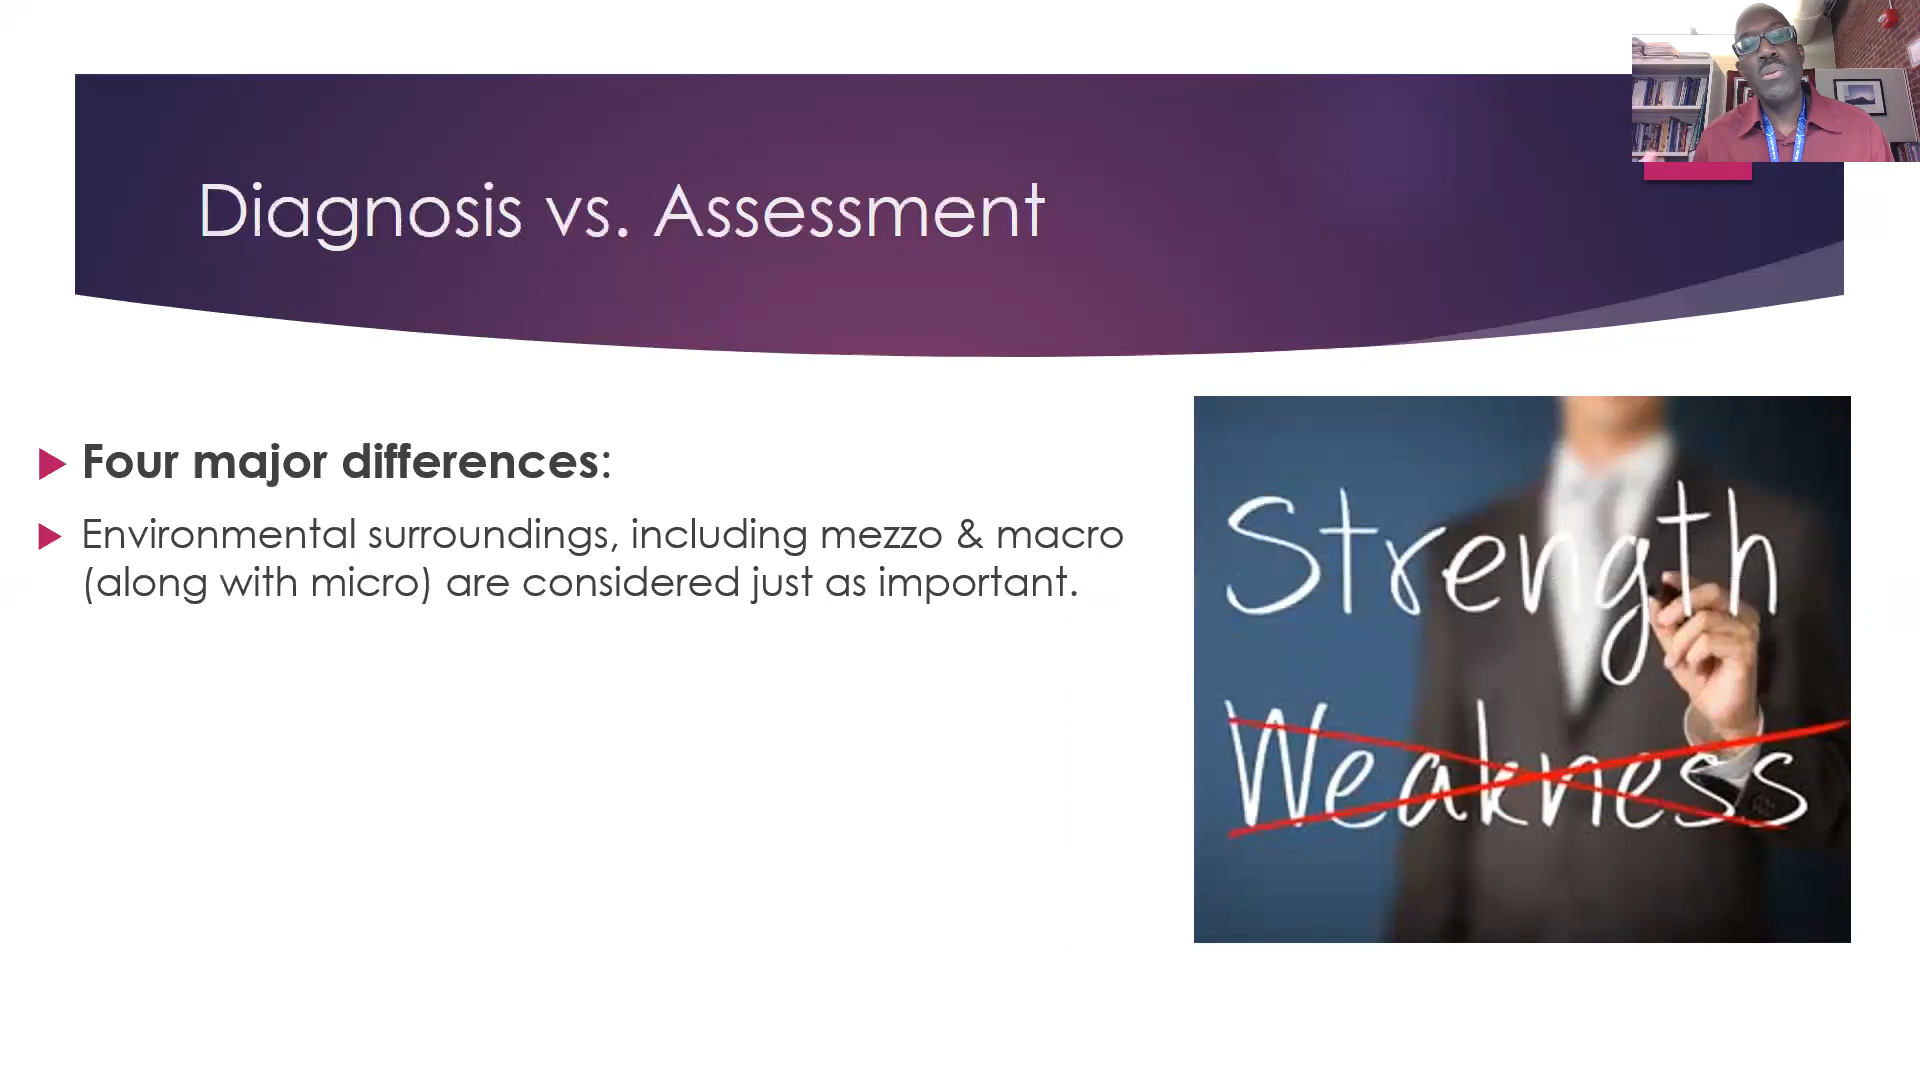 Diagnosis vs. Assessment
Four major differences:
Environmental surroundings, including mezzo & macro
(along with micro) are considered just as important.
Strength
Weakness